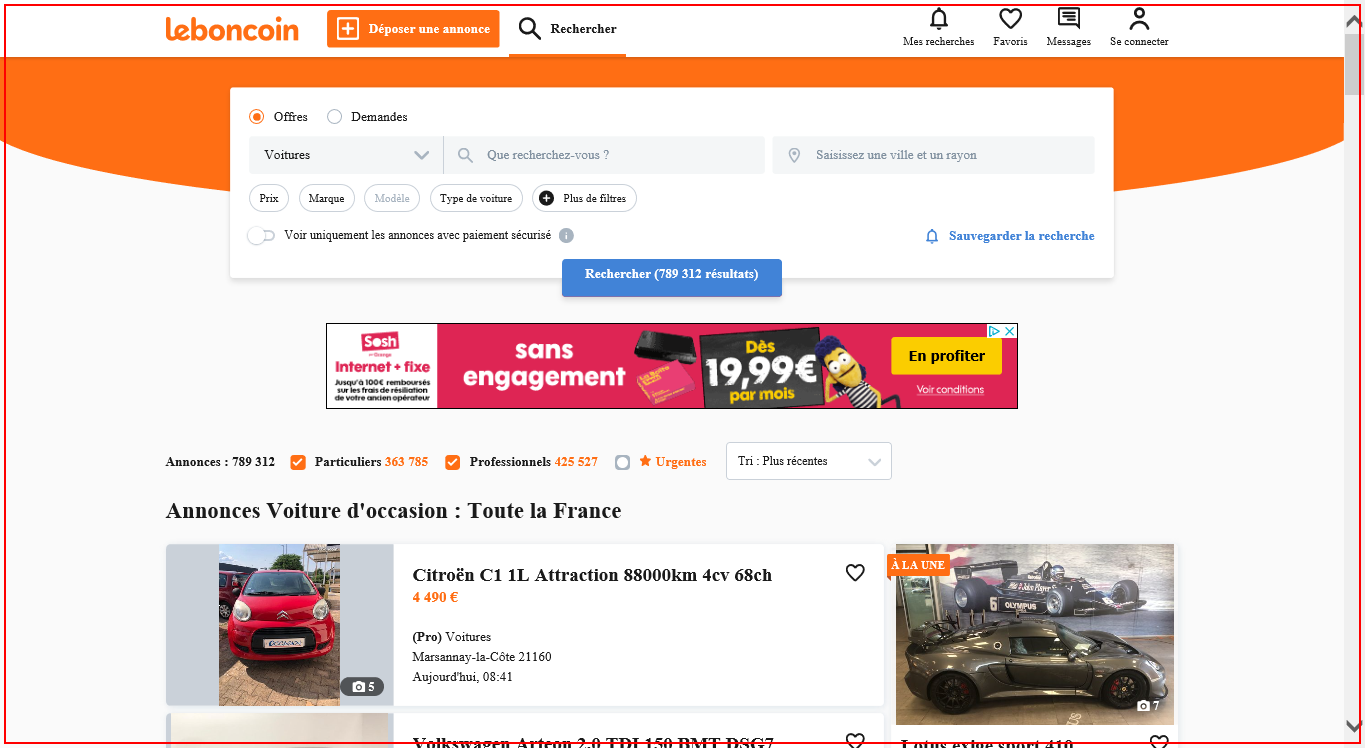 leboncoin
Déposer une annonce
Rechercher
Mes recherches
Favoris
Messages
Se connecter
Offres
Demandes
Voitures
Que recherchez-vous ?
Saisissez une ville et un rayon
Prix
Marque
Modèle
Type de voiture
Plus de filtres
Voir uniquement les annonces avec paiement sécurisé
Sauvegarder la recherche
Rechercher (789 312 résultats)
Sosh
Internet + fixe
Jusqu'à 100€ remboursés
sur les frais de résiliation
de votre ancien opérateur
sans
engagement
Dès
19,99€
par mois
En profiter
Voir conditions
Annonces : 789 312
Particuliers 363 785
Professionnels 425 527
Urgentes
Tri : Plus récentes
Annonces Voiture d'occasion : Toute la France
Citroën C1 1L Attraction 88000km 4cv 68ch
4 490 €
(Pro) Voitures
Marsannay-la-Côte 21160
Aujourd'hui, 08:41
5
À LA UNE
6
OLYMPUS
7
Volkswagen Arteon 2.0 TDI 150 BMT DSG7
Lotus exige sport 410